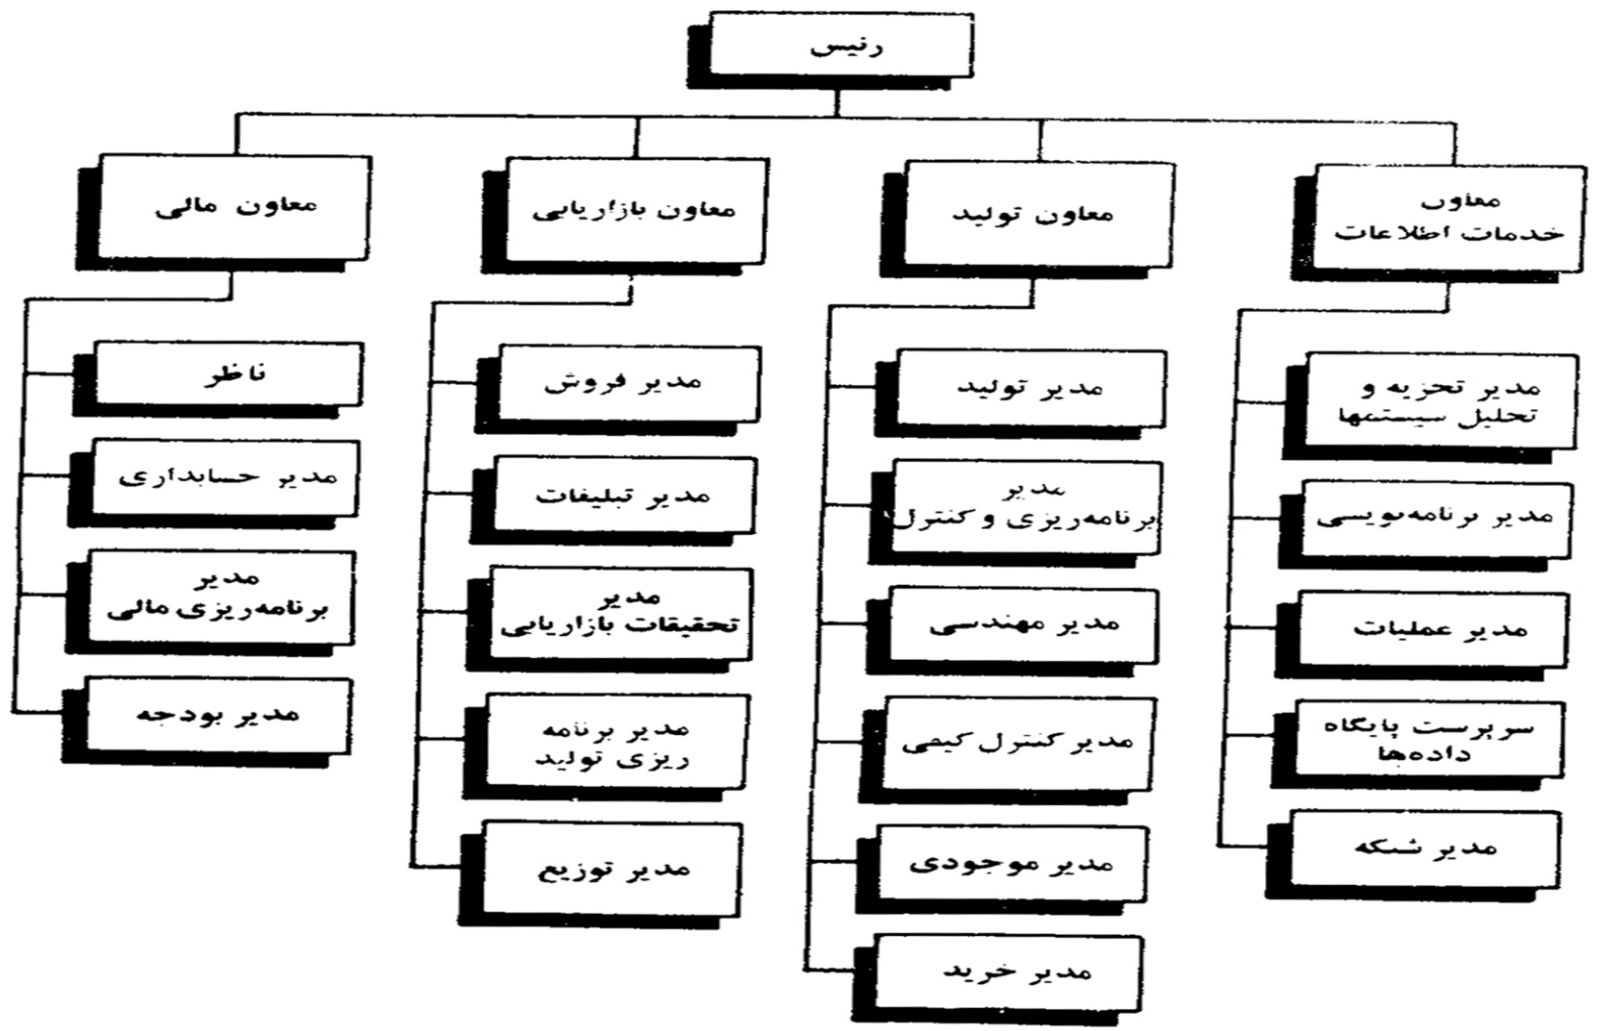 رئیس
معاون
خدمات اطلاعات
معاون تولید
معاون بازاریابی
معاون مالی
مدیر تجزیه و
تحلیل سیستمها
مدیر برنامه‌نویسی
مدیر عملیات
سرپرست پایگاه
داده‌ها
مدیر شبکه
مدیر تولید
مدیر
برنامه‌ریزی و کنترل
مدیر مهندسی
مدیر کنترل کیفی
مدیر موجودی
مدیر خرید
مدیر فروش
مدیر تبلیغات
مدیر
تحقیقات بازاریابی
مدیر برنامه
ریزی تولید
مدیر توزیع
ناظر
مدیر حسابداری
مدیر
برنامه‌ریزی مالی
مدیر بودجه